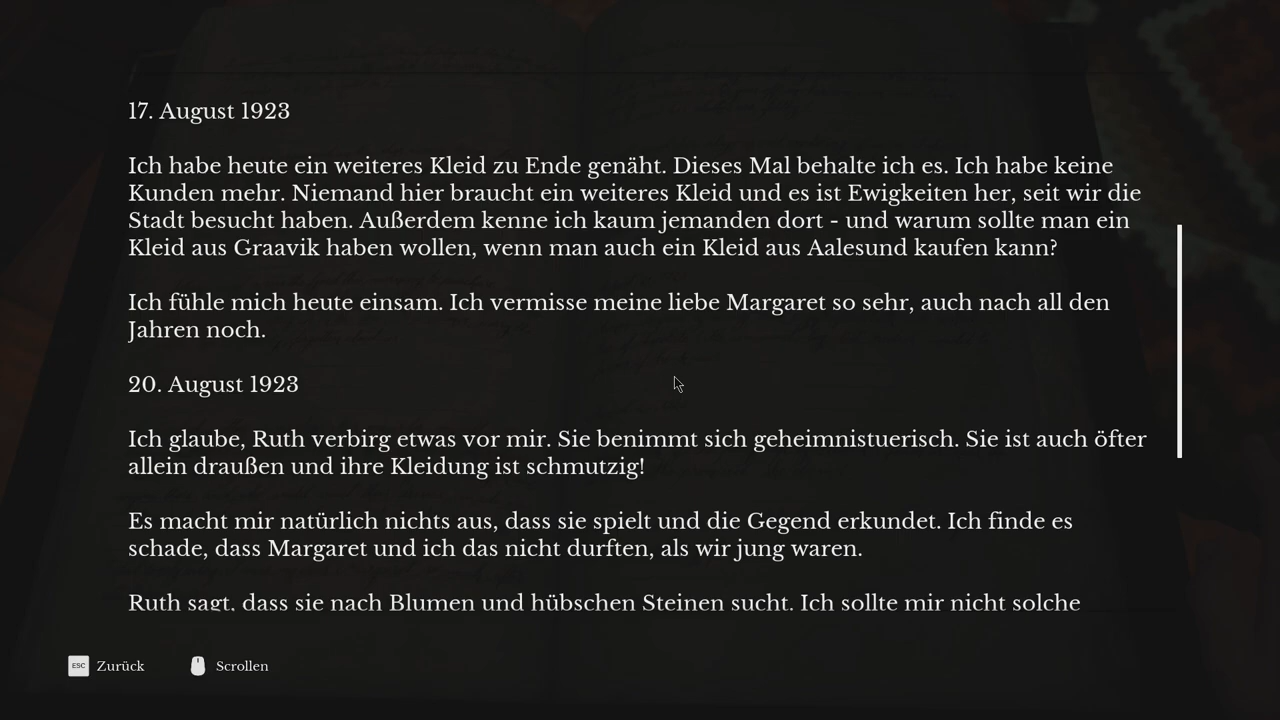 17. August 1923
Ich habe heute ein weiteres Kleid zu Ende genäht. Dieses Mal behalte ich es. Ich habe keine
Kunden mehr. Niemand hier braucht ein weiteres Kleid und es ist Ewigkeiten her, seit wir die
Stadt besucht haben. Außerdem kenne ich kaum jemanden dort - und warum sollte man ein
Kleid aus Graavik haben wollen, wenn man auch ein Kleid aus Aalesund kaufen kann?
Ich fühle mich heute einsam. Ich vermisse meine liebe Margaret so sehr, auch nach all den
Jahren noch.
20. August 1923
Ich glaube, Ruth verbirg etwas vor mir. Sie benimmt sich geheimnistuerisch. Sie ist auch öfter
allein draußen und ihre Kleidung ist schmutzig!
Es macht mir natürlich nichts aus, dass sie spielt und die Gegend erkundet. Ich finde es
schade, dass Margaret und ich das nicht durften, als wir jung waren.
Ruth sagt, dass sie nach Blumen und hübschen Steinen sucht. Ich sollte mir nicht solche
ESC Zurück
Scrollen